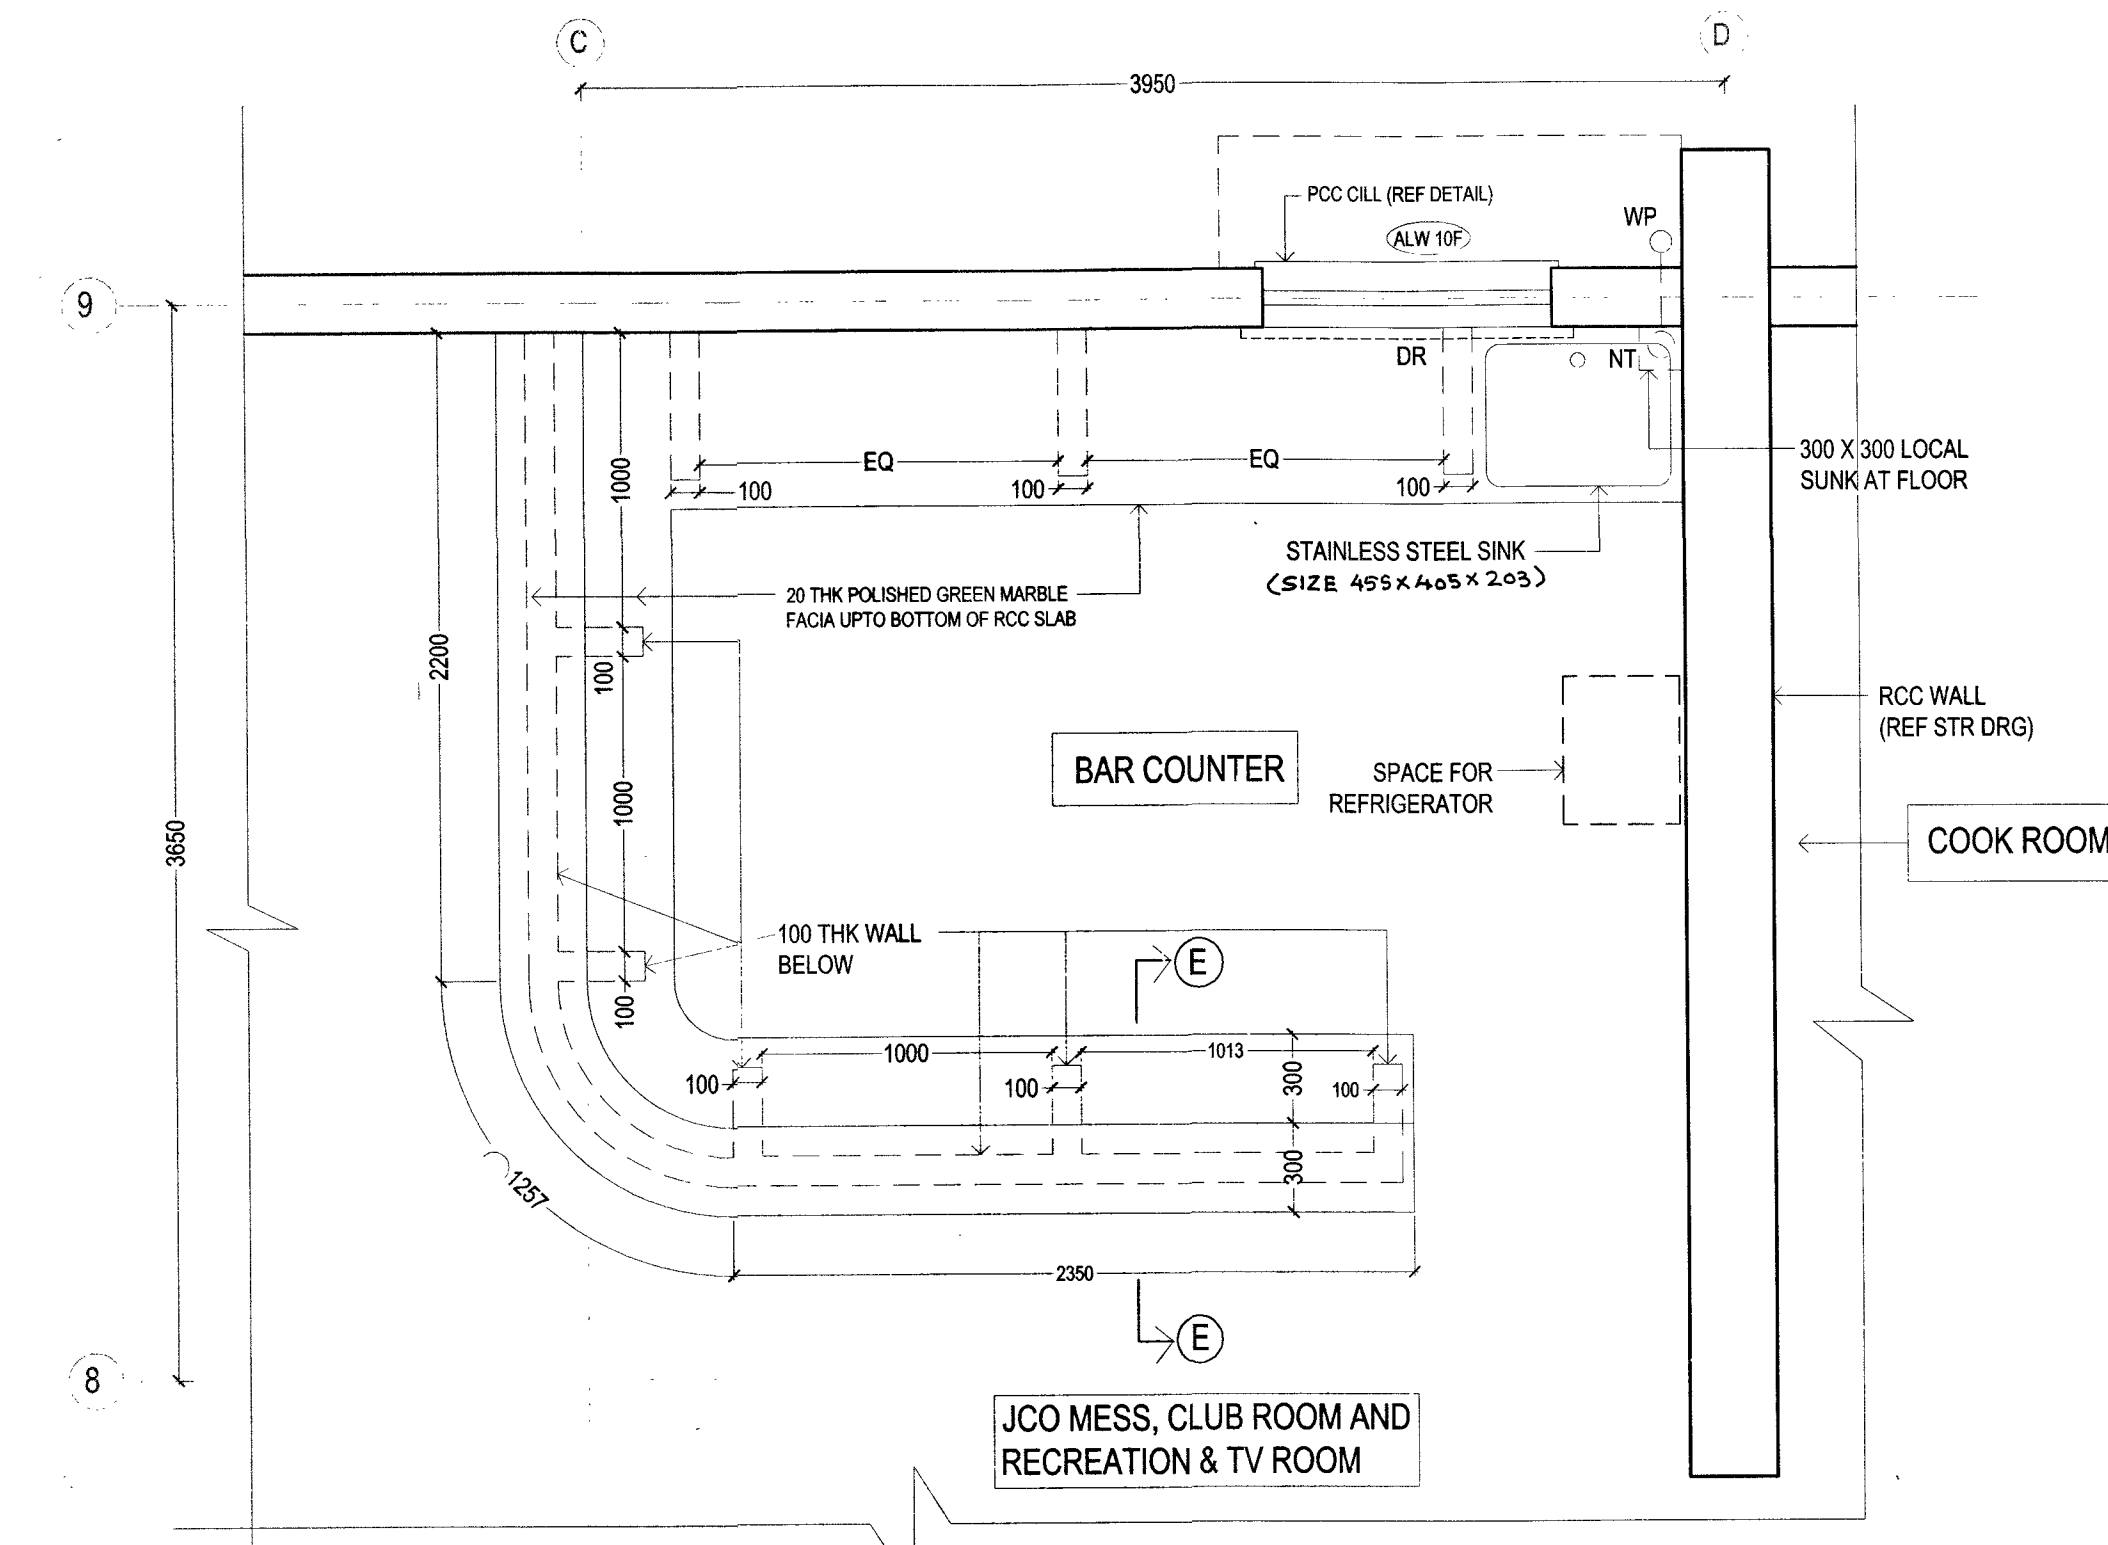 C
D
3950
PCC CILL (REF DETAIL)
WP
ALW 10F
9
DR
NT
EQ
EQ
1000
100
100
100
300 X 300 LOCAL
SUNK AT FLOOR
STAINLESS STEEL SINK
(SIZE 455X405X203)
20 THK POLISHED GREEN MARBLE
FACIA UPTO BOTTOM OF RCC SLAB
2200
100
RCC WALL
(REF STR DRG)
BAR COUNTER
SPACE FOR
REFRIGERATOR
1000
3650
COOK ROOM
100 THK WALL
BELOW
E
100
1000
1013
100
100
100
300
300
1257
2350
E
8
JCO MESS, CLUB ROOM AND
RECREATION & TV ROOM